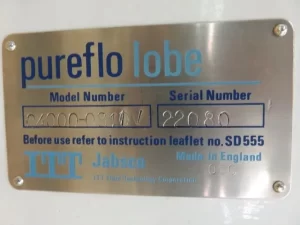 pureflo lobe
Model Number Serial Number
22080
Before use refer to instruction leaflet no. SD555
ITT Jabsco Made in England